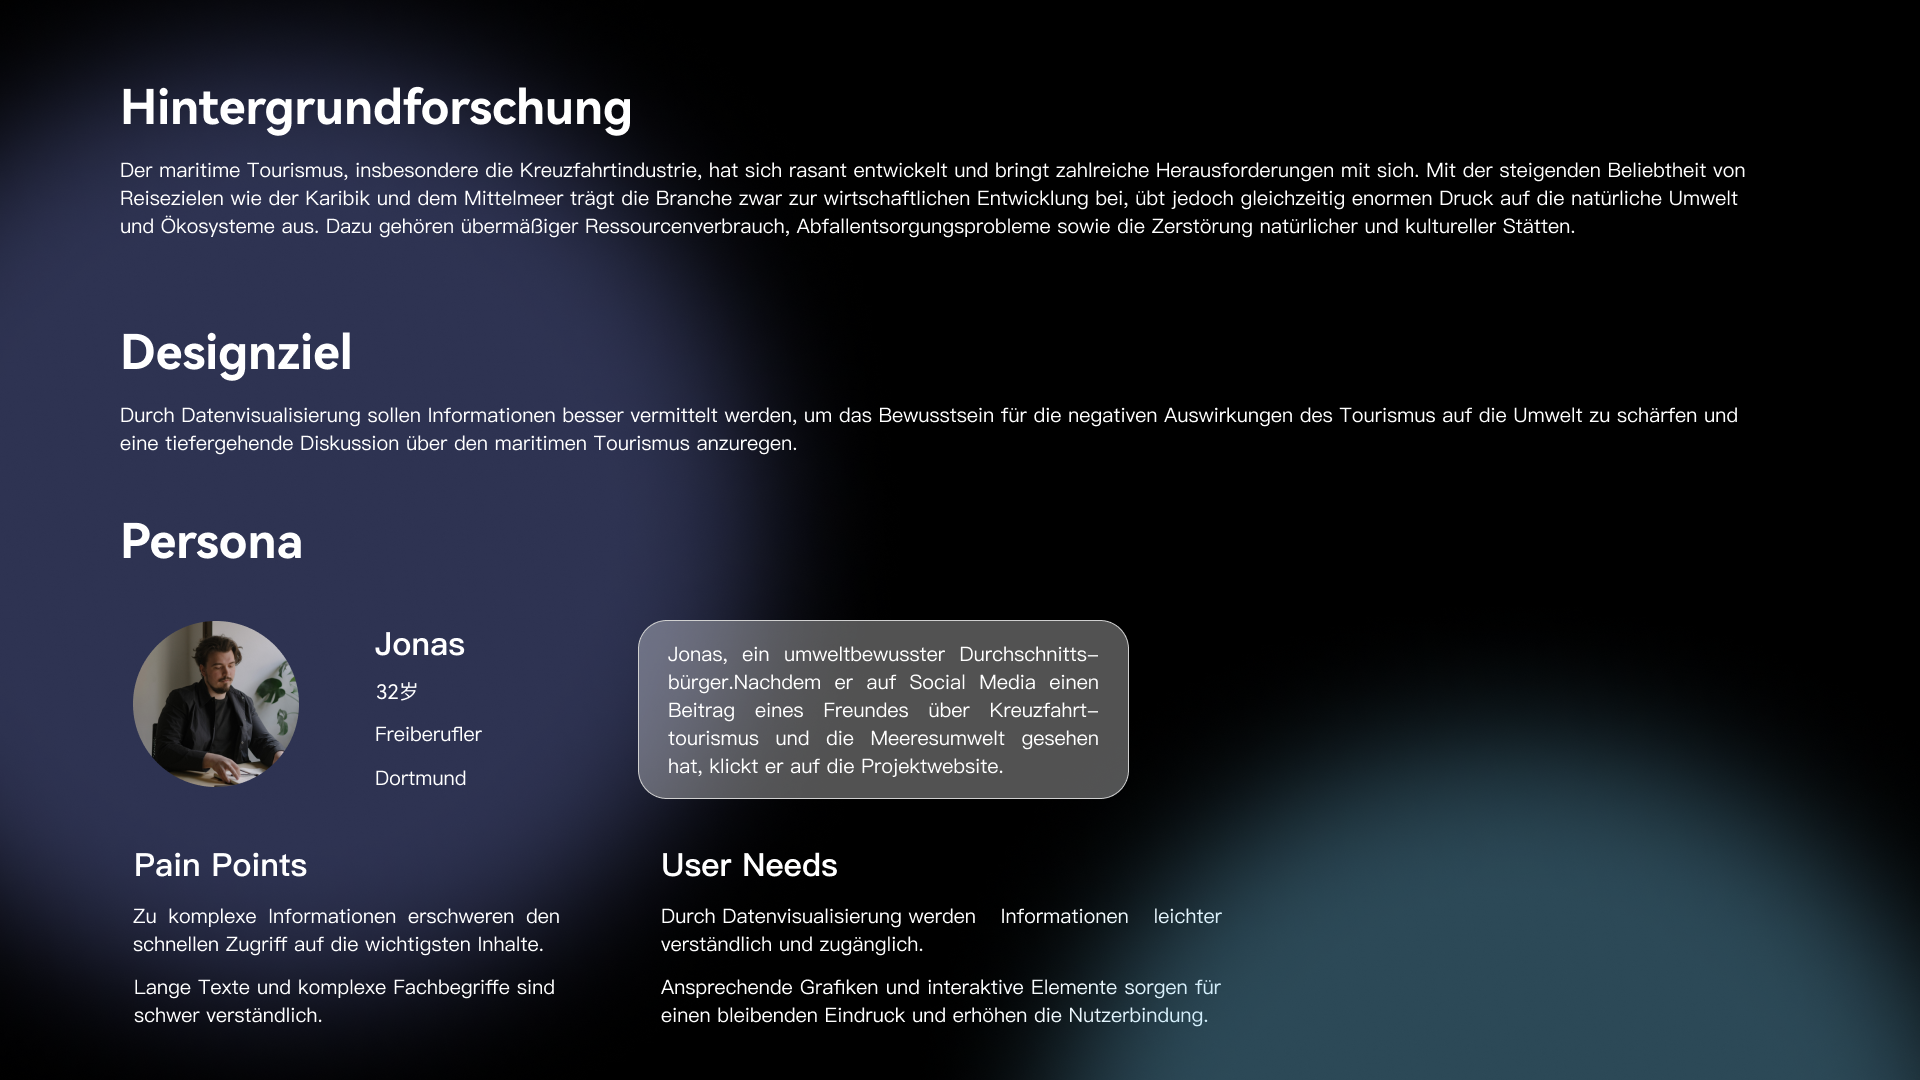 Hintergrundforschung
Der maritime Tourismus, insbesondere die Kreuzfahrtindustrie, hat sich rasant entwickelt und bringt zahlreiche Herausforderungen mit sich. Mit der steigenden Beliebtheit von
Reisezielen wie der Karibik und dem Mittelmeer trägt die Branche zwar zur wirtschaftlichen Entwicklung bei, übt jedoch gleichzeitig enormen Druck auf die natürliche Umwelt
und Ökosysteme aus. Dazu gehören übermäßiger Ressourcenverbrauch, Abfallentsorgungsprobleme sowie die Zerstörung natürlicher und kultureller Stätten.
Designziel
Durch Datenvisualisierung sollen Informationen besser vermittelt werden, um das Bewusstsein für die negativen Auswirkungen des Tourismus auf die Umwelt zu schärfen und
eine tiefergehende Diskussion über den maritimen Tourismus anzuregen.
Persona
Jonas
32岁
Freiberufler
Dortmund
Jonas, ein umweltbewusster Durchschnitts-
bürger.Nachdem er auf Social Media einen
Beitrag eines Freundes über Kreuzfahrt-
tourismus und die Meeresumwelt gesehen
hat, klickt er auf die Projektwebsite.
Pain Points
Zu komplexe Informationen erschweren den
schnellen Zugriff auf die wichtigsten Inhalte.
Lange Texte und komplexe Fachbegriffe sind
schwer verständlich.
User Needs
Durch Datenvisualisierung werden Informationen leichter
verständlich und zugänglich.
Ansprechende Grafiken und interaktive Elemente sorgen für
einen bleibenden Eindruck und erhöhen die Nutzerbindung.